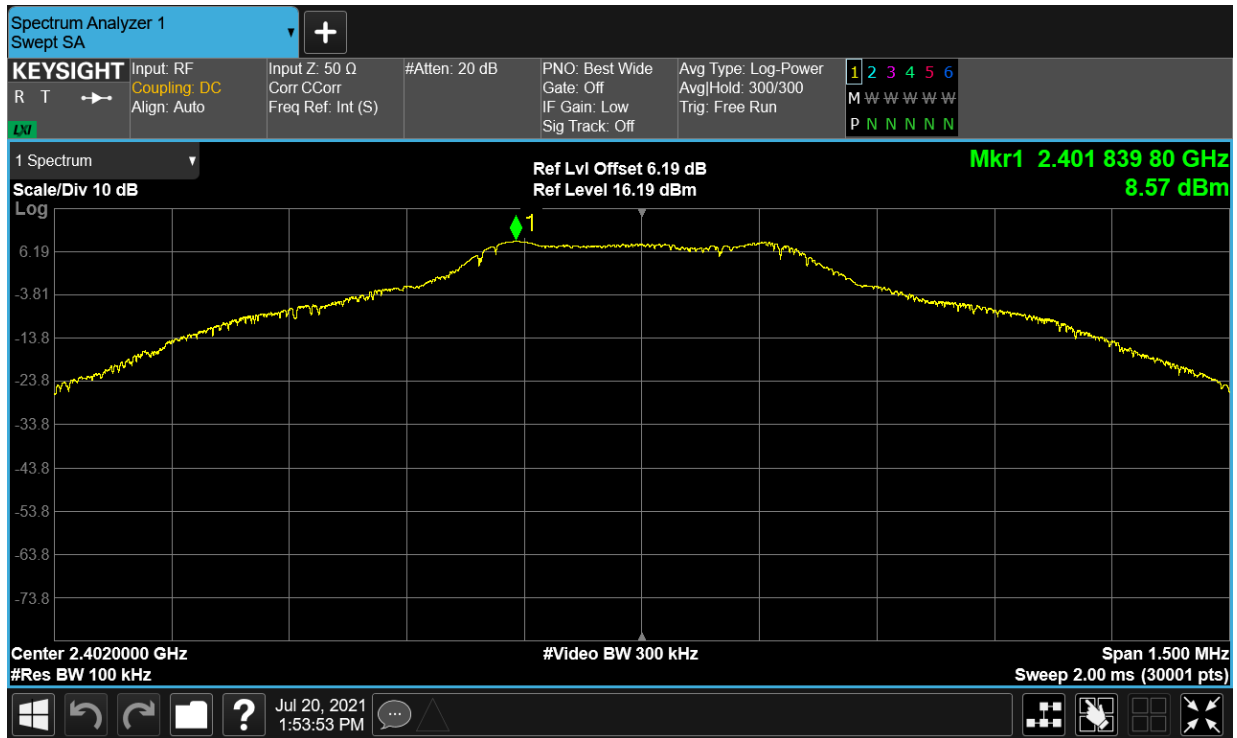 Spectrum Analyzer 1
Swept SA
+
KEYSIGHT
R T
LXI
Input: RF
Coupling: DC
Align: Auto
Input Z: 50 Ω
Corr CCorr
Freq Ref: Int (S)
#Atten: 20 dB
PNO: Best Wide
Gate: Off
IF Gain: Low
Sig Track: Off
Avg Type: Log-Power
Avg|Hold: 300/300
Trig: Free Run
1 2 3 4 5 6
M W W W W W W
P N N N N N N
1 Spectrum
Scale/Div 10 dB
Ref Lvl Offset 6.19 dB
Ref Level 16.19 dBm
Mkr1 2.401 839 80 GHz
8.57 dBm
Log
1
6.19
-3.81
-13.8
-23.8
-33.8
-43.8
-53.8
-63.8
-73.8
Center 2.4020000 GHz
#Video BW 300 kHz
Span 1.500 MHz
#Res BW 100 kHz
Sweep 2.00 ms (30001 pts)
?
Jul 20, 2021
1:53:53 PM